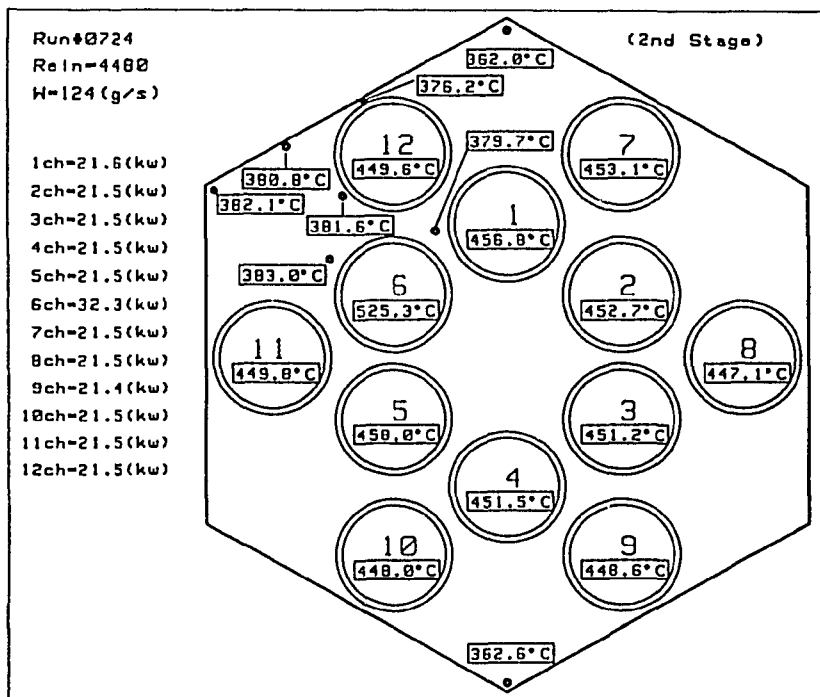 Run#0724
(2nd Stage)
ReIn=4480
W=124(g/s)
362.0°C
376.2°C
12
449.6°C
379.7°C
7
453.1°C
380.8°C
382.1°C
381.6°C
1
456.8°C
383.0°C
6
525.3°C
2
452.7°C
11
449.8°C
8
447.1°C
5
458.0°C
3
451.2°C
4
451.5°C
10
448.0°C
9
448.6°C
362.6°C
1ch=21.6(kw)
2ch=21.5(kw)
3ch=21.5(kw)
4ch=21.5(kw)
5ch=21.5(kw)
6ch=32.3(kw)
7ch=21.5(kw)
8ch=21.5(kw)
9ch=21.4(kw)
10ch=21.5(kw)
11ch=21.5(kw)
12ch=21.5(kw)